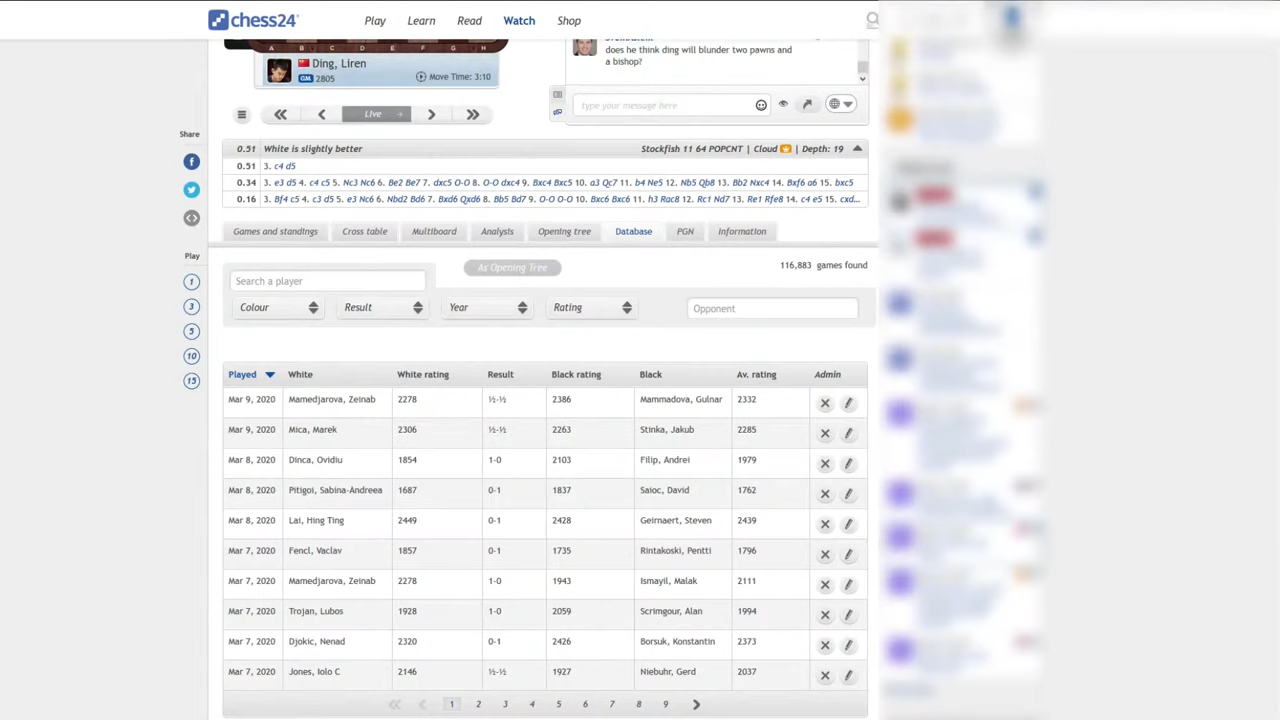 chess24 Play Learn Read Watch Shop
A B C D E F G H
Ding, Liren
GM 2805 Move Time: 3:10
does he think ding will blunder two pawns and
a bishop?
type your message here
Live
Share
0.51 White is slightly better Stockfish 11 64 POPCNT | Cloud | Depth: 19
0.51 3. c4 d5
0.34 3. e3 d5 4. c4 c5 5. Nc3 Nc6 6. Be2 Be7 7. dxc5 O-O 8. O-O dxc4 9. Bxc4 Bxc5 10. a3 Qc7 11. b4 Ne5 12. Nb5 Qb8 13. Bb2 Nxc4 14. Bxf6 a6 15. bxc5
0.16 3. Bf4 c5 4. c3 d5 5. e3 Nc6 6. Nbd2 Bd6 7. Bxd6 Qxd6 8. Bb5 Bd7 9. O-O O-O 10. Bxc6 Bxc6 11. h3 Rac8 12. Rc1 Nd7 13. Re1 Rfe8 14. c4 e5 15. cxd...
Games and standings Cross table Multiboard Analysis Opening tree Database PGN Information
Play
1
3
5
10
15
As Opening Tree 116,883 games found
Search a player
Colour Result Year Rating Opponent
Played White White rating Result Black rating Black Av. rating Admin
Mar 9, 2020 Mamedjarova, Zeinab 2278 ½-½ 2386 Mammadova, Gulnar 2332
Mar 9, 2020 Mica, Marek 2306 ½-½ 2263 Stinka, Jakub 2285
Mar 8, 2020 Dinca, Ovidiu 1854 1-0 2103 Filip, Andrei 1979
Mar 8, 2020 Pitigoi, Sabina-Andreea 1687 0-1 1837 Saioc, David 1762
Mar 8, 2020 Lai, Hing Ting 2449 0-1 2428 Geirnaert, Steven 2439
Mar 7, 2020 Fencl, Vaclav 1857 0-1 1735 Rintakoski, Pentti 1796
Mar 7, 2020 Mamedjarova, Zeinab 2278 1-0 1943 Ismayil, Malak 2111
Mar 7, 2020 Trojan, Lubos 1928 1-0 2059 Scrimgour, Alan 1994
Mar 7, 2020 Djokic, Nenad 2320 0-1 2426 Borsuk, Konstantin 2373
Mar 7, 2020 Jones, Iolo C 2146 ½-½ 1927 Niebuhr, Gerd 2037
1 2 3 4 5 6 7 8 9